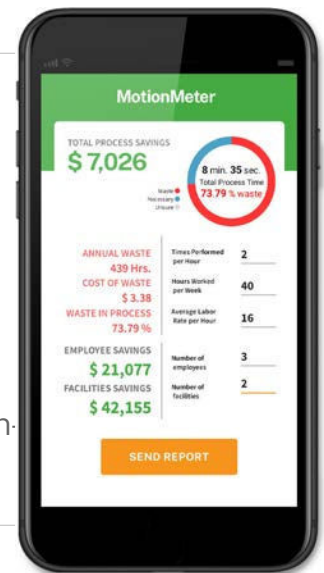 MotionMeter
TOTAL PROCESS SAVINGS
$ 7,026
8 min. 35 sec.
Total Process Time
73.79 % waste
Waste
Necessary
Unsure
ANNUAL WASTE
439 Hrs.
COST OF WASTE
$ 3.38
WASTE IN PROCESS
73.79 %
Times Performed
per Hour
2
Hours Worked
per Week
40
Average Labor
Rate per Hour
16
EMPLOYEE SAVINGS
$ 21,077
FACILITIES SAVINGS
$ 42,155
Number of
employees
3
Number of
facilities
2
SEND REPORT